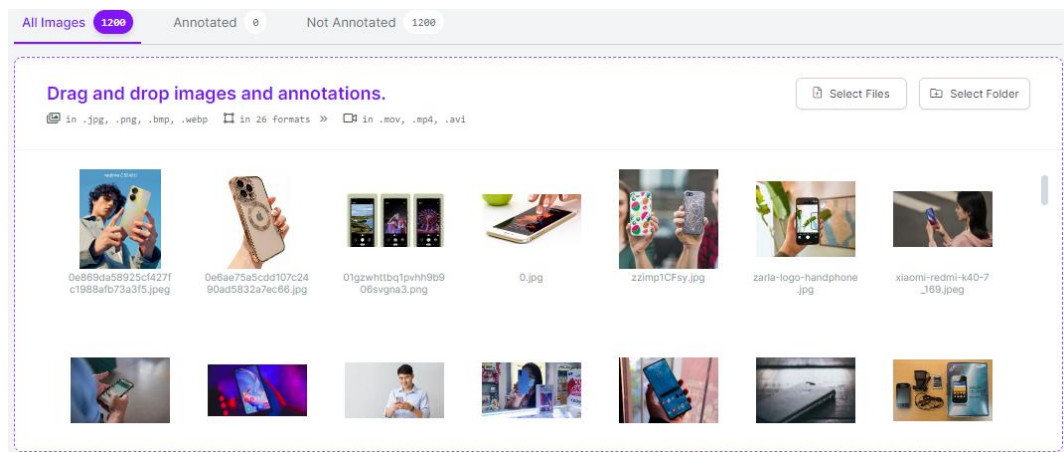 All Images 1200 Annotated 0 Not Annotated 1200
Drag and drop images and annotations.
Select Files Select Folder
in .jpg, .png, .bmp, .webp in 26 formats » in .mov, .mp4, .avi
0e869da58925cf427f
c1988afb73a3f5.jpeg
0e6ae75a5cdd107c24
90ad5832a7ec66.jpg
01gzwhttbq1pvhh9b9
06svgna3.png
0.jpg
zzimp1CFsy.jpg
zarla-logo-handphone
.jpg
xiaomi-redmi-k40-7
_169.jpeg